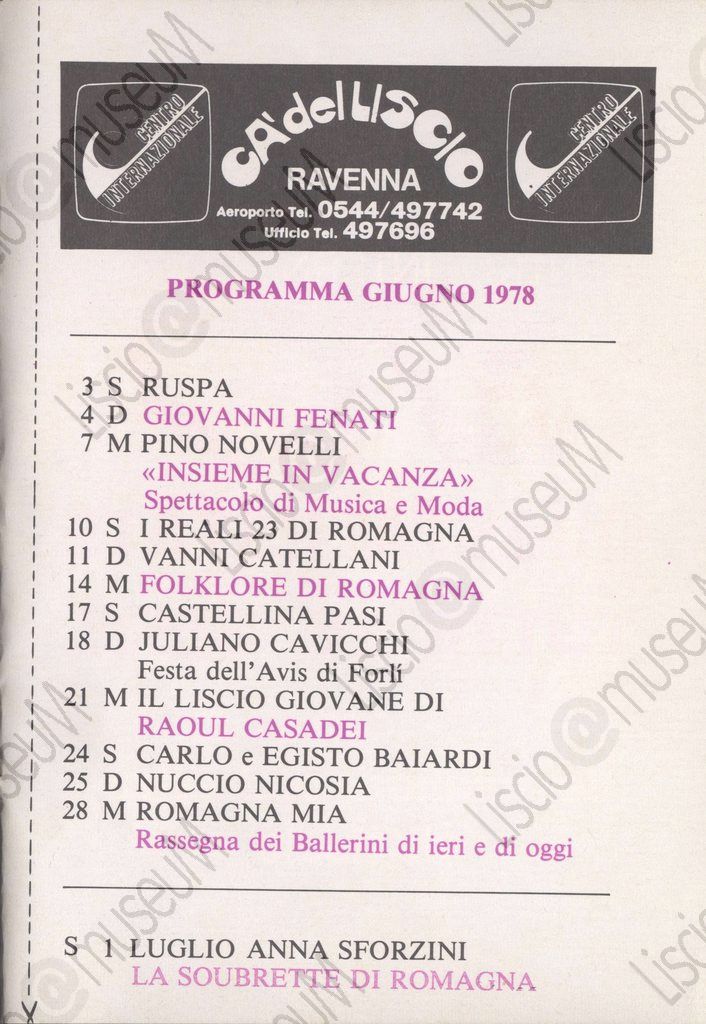 CENTRO
INTERNAZIONALE
CA' del LISCIO
CENTRO
INTERNAZIONALE
RAVENNA
Aeroporto Tel. 0544/497742
Ufficio Tel. 497696
PROGRAMMA GIUGNO 1978
3 S RUSPA
4 D GIOVANNI FENATI
7 M PINO NOVELLI
«INSIEME IN VACANZA»
Spettacolo di Musica e Moda
10 S I REALI 23 DI ROMAGNA
11 D VANNI CATELLANI
14 M FOLKLORE DI ROMAGNA
17 S CASTELLINA PASI
18 D JULIANO CAVICCHI
Festa dell'Avis di Forlí
21 M IL LISCIO GIOVANE DI
RAOUL CASADEI
24 S CARLO e EGISTO BAIARDI
25 D NUCCIO NICOSIA
28 M ROMAGNA MIA
Rassegna dei Ballerini di ieri e di oggi
S 1 LUGLIO ANNA SFORZINI
LA SOUBRETTE DI ROMAGNA
Liscio@museuM